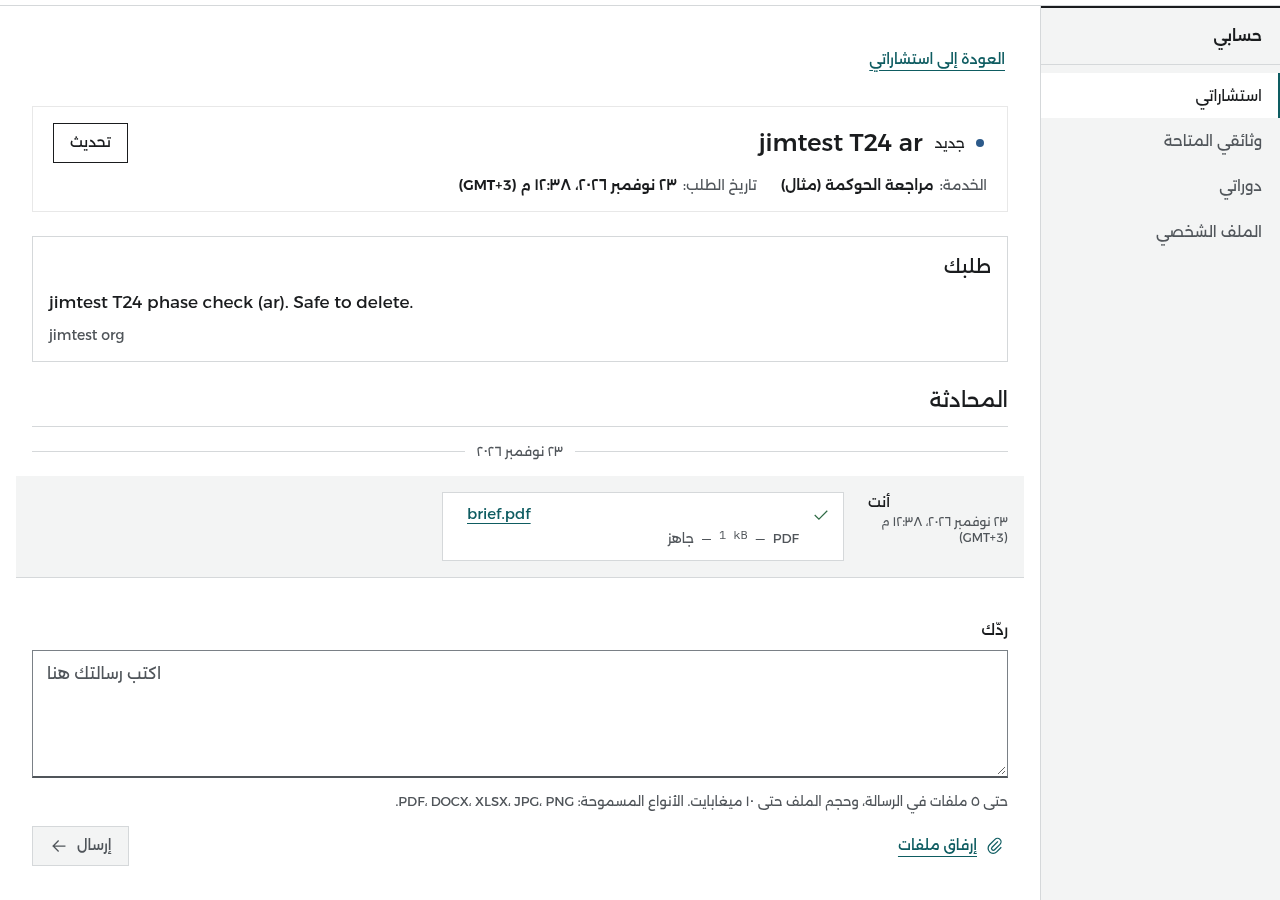 حسابي
استشاراتي
وثائقي المتاحة
دوراتي
الملف الشخصي
العودة إلى استشاراتي
جديد jimtest T24 ar
تحديث
الخدمة: مراجعة الحوكمة (مثال) تاريخ الطلب: ٢٣ نوفمبر ٢٠٢٦، ١٢:٣٨ م (GMT+3)
طلبك
jimtest T24 phase check (ar). Safe to delete.
jimtest org
المحادثة
٢٣ نوفمبر ٢٠٢٦
أنت
٢٣ نوفمبر ٢٠٢٦، ١٢:٣٨ م
(GMT+3)
brief.pdf
PDF — 1 kB — جاهز
ردّك
اكتب رسالتك هنا
حتى ٥ ملفات في الرسالة، وحجم الملف حتى ١٠ ميغابايت. الأنواع المسموحة: PDF، DOCX، XLSX، JPG، PNG.
إرفاق ملفات
إرسال